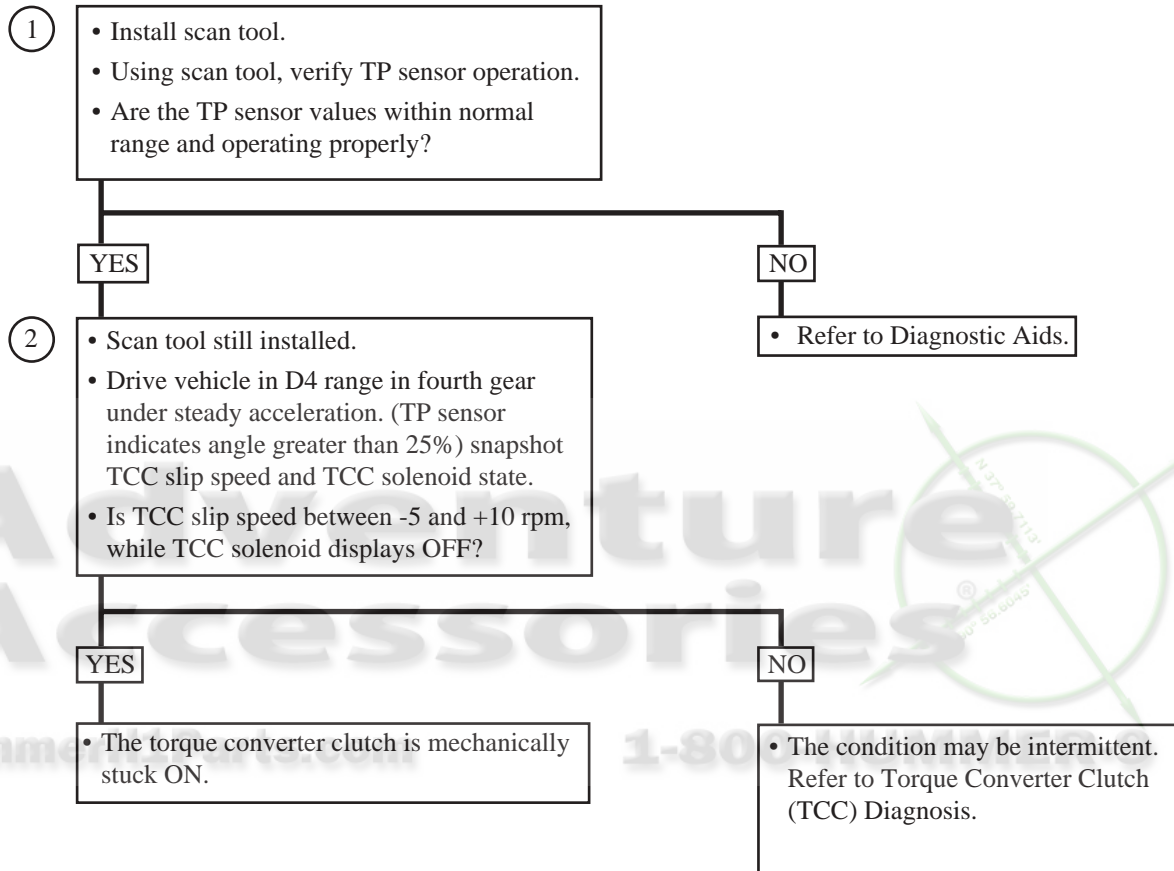 1
• Install scan tool.
• Using scan tool, verify TP sensor operation.
• Are the TP sensor values within normal
range and operating properly?
YES
NO
2
• Scan tool still installed.
• Drive vehicle in D4 range in fourth gear
under steady acceleration. (TP sensor
indicates angle greater than 25%) snapshot
TCC slip speed and TCC solenoid state.
• Is TCC slip speed between -5 and +10 rpm,
while TCC solenoid displays OFF?
• Refer to Diagnostic Aids.
Adventure
Accessories
®
YES
NO
• The torque converter clutch is mechanically
stuck ON.
• The condition may be intermittent.
Refer to Torque Converter Clutch
(TCC) Diagnosis.